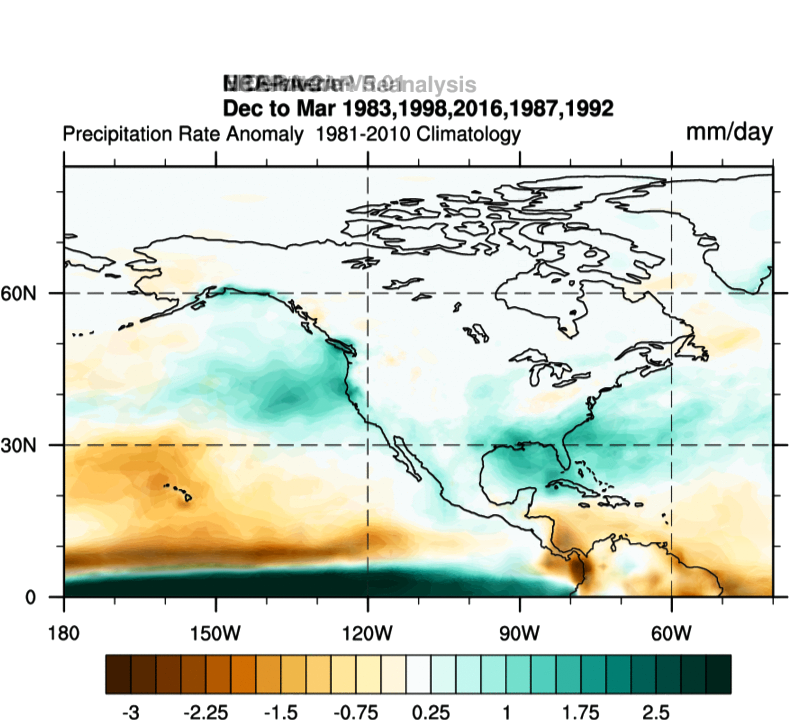 Reanalysis
Dec to Mar 1983,1998,2016,1987,1992
Precipitation Rate Anomaly 1981-2010 Climatology mm/day
60N
30N
0
180 150W 120W 90W 60W
-3 -2.25 -1.5 -0.75 0.25 1 1.75 2.5